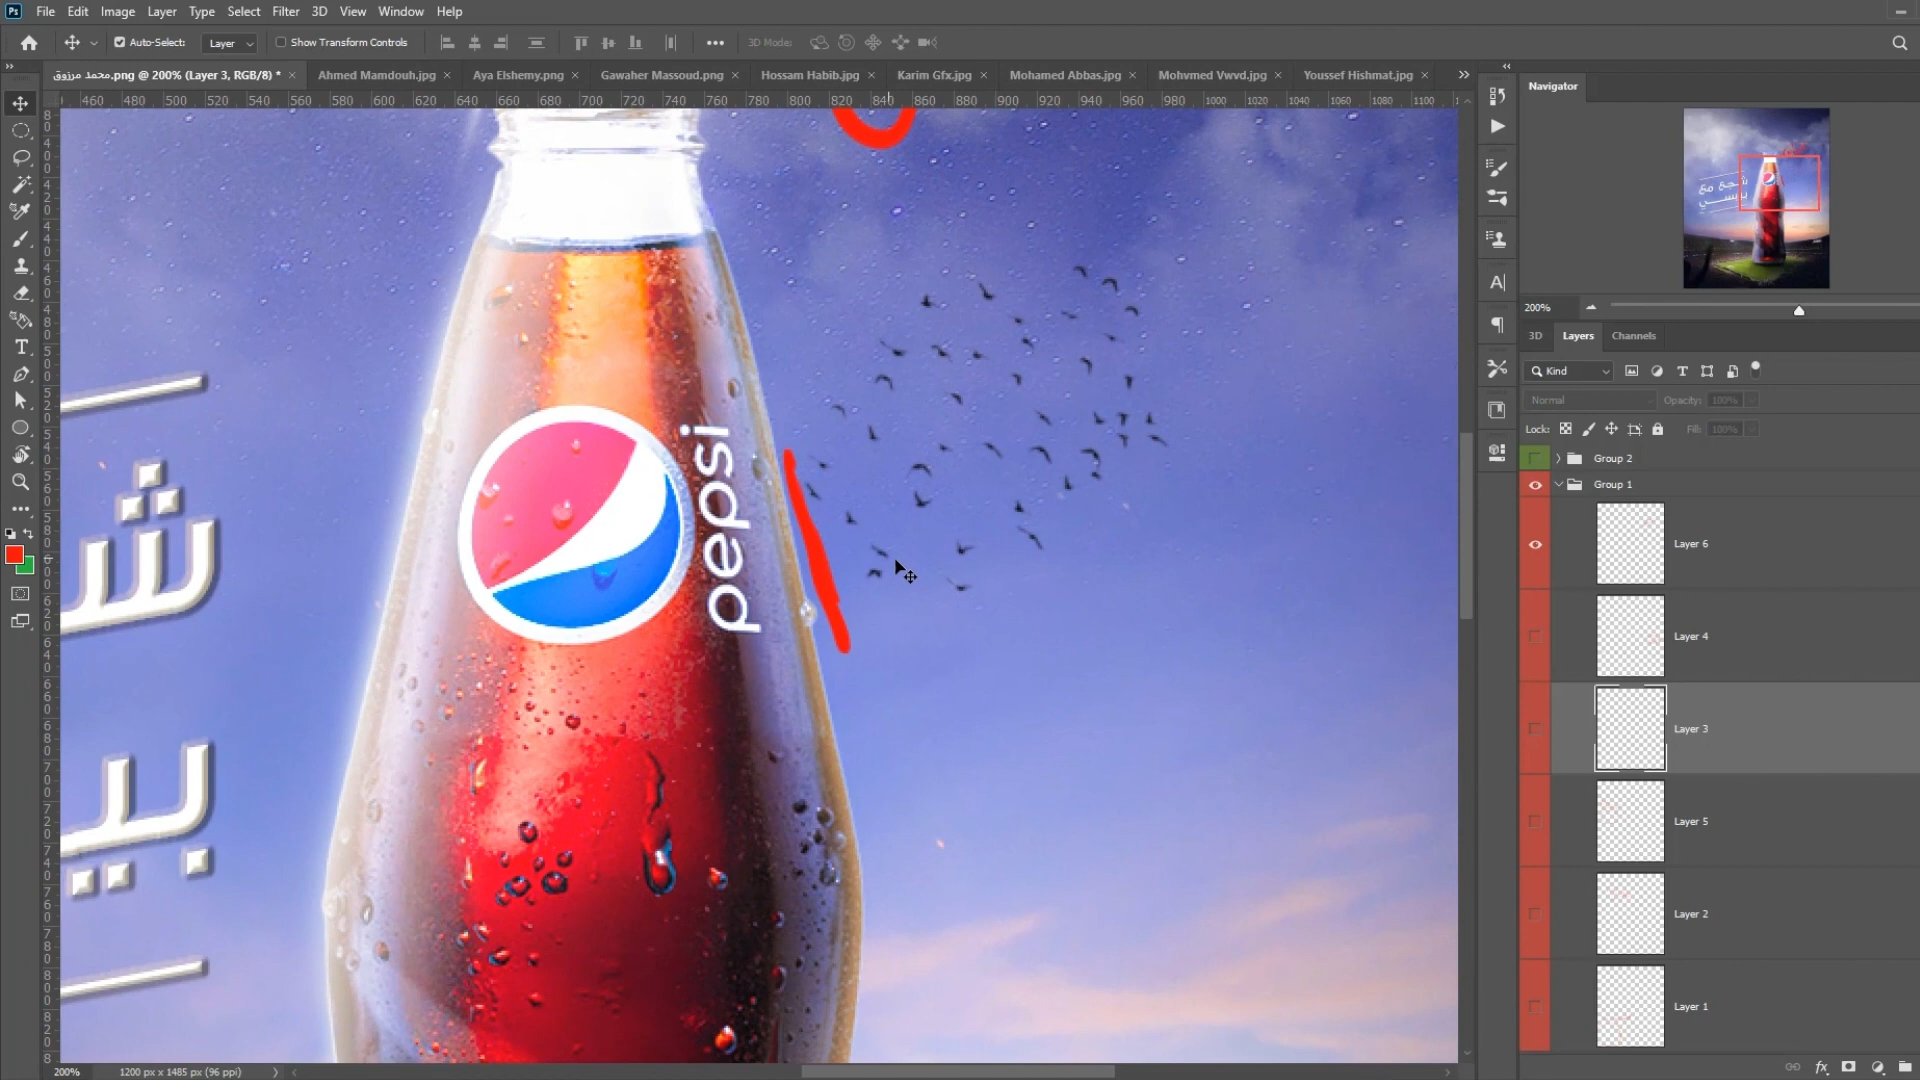 File Edit Image Layer Type Select Filter 3D View Window Help
Auto-Select: Layer Show Transform Controls 3D Mode:
محمد مرزوق.png @ 200% (Layer 3, RGB/8) *
Ahmed Mamdouh.jpg
Aya Elshemy.png
Gawaher Massoud.png
Hossam Habib.jpg
Karim Gfx.jpg
Mohamed Abbas.jpg
Mohvmed Vwvd.jpg
Youssef Hishmat.jpg
460 480 500 520 540 560 580 600 620 640 660 680 700 720 740 760 780 800 820 840 860 880 900 920 940 960 980 1000 1020 1040 1060 1080 1100
pepsi
Navigator
شجع مع
بيبسي
200%
3D Layers Channels
Kind
Normal Opacity: 100%
Lock: Fill: 100%
Group 2
Group 1
Layer 6
Layer 4
Layer 3
Layer 5
Layer 2
Layer 1
200% 1200 px x 1485 px (96 ppi)